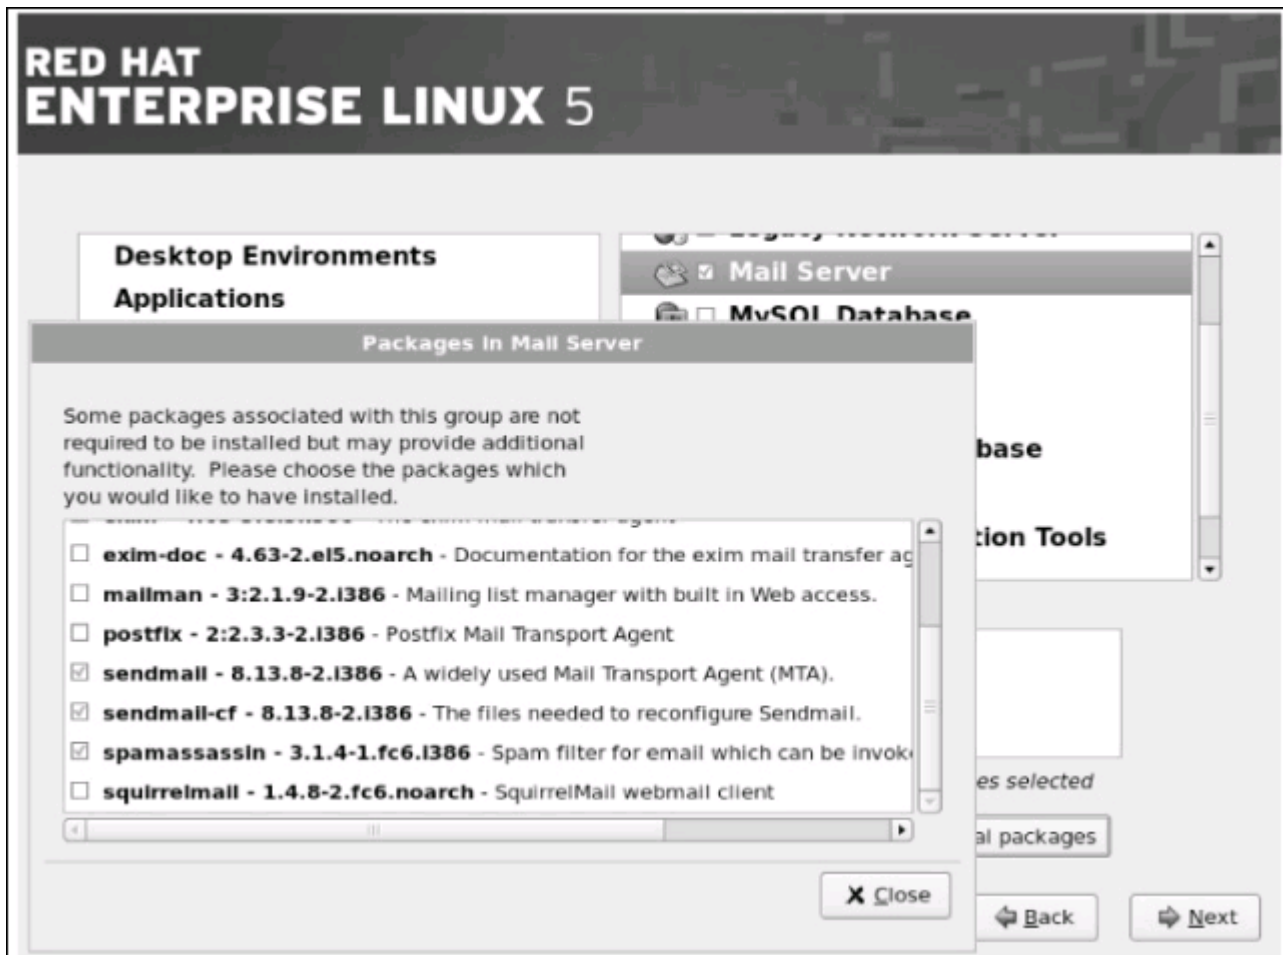 RED HAT
ENTERPRISE LINUX 5
Desktop Environments
Applications
Legacy Network Server
Mail Server
MySQL Database
base
tion Tools
Packages in Mail Server
Some packages associated with this group are not
required to be installed but may provide additional
functionality. Please choose the packages which
you would like to have installed.
exim-doc - 4.63-2.el5.noarch - Documentation for the exim mail transfer ag
mailman - 3:2.1.9-2.i386 - Mailing list manager with built in Web access.
postfix - 2:2.3.3-2.i386 - Postfix Mail Transport Agent
sendmail - 8.13.8-2.i386 - A widely used Mail Transport Agent (MTA).
sendmail-cf - 8.13.8-2.i386 - The files needed to reconfigure Sendmail.
spamassassin - 3.1.4-1.fc6.i386 - Spam filter for email which can be invok
squirrelmail - 1.4.8-2.fc6.noarch - SquirrelMail webmail client
es selected
al packages
Close
Back
Next